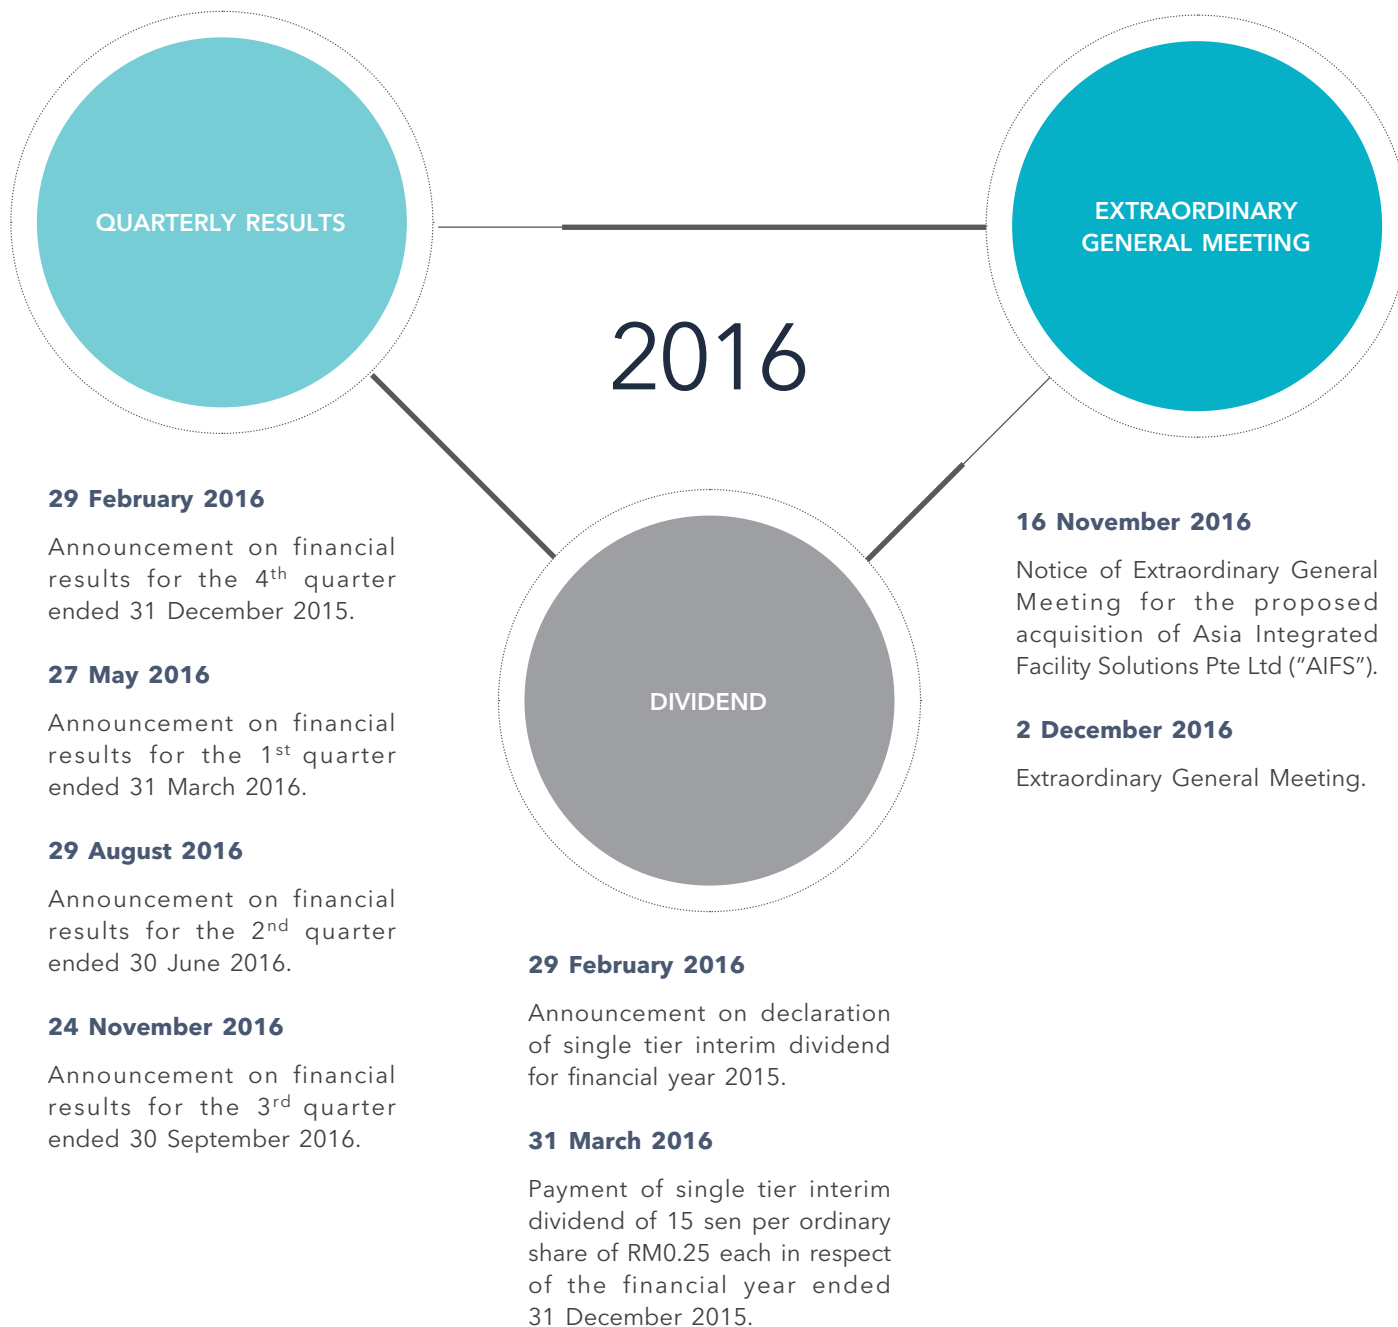 QUARTERLY RESULTS
EXTRAORDINARY
GENERAL MEETING
2016
DIVIDEND
29 February 2016
Announcement on financial
results for the 4th quarter
ended 31 December 2015.
27 May 2016
Announcement on financial
results for the 1st quarter
ended 31 March 2016.
29 August 2016
Announcement on financial
results for the 2nd quarter
ended 30 June 2016.
24 November 2016
Announcement on financial
results for the 3rd quarter
ended 30 September 2016.
29 February 2016
Announcement on declaration
of single tier interim dividend
for financial year 2015.
31 March 2016
Payment of single tier interim
dividend of 15 sen per ordinary
share of RM0.25 each in respect
of the financial year ended
31 December 2015.
16 November 2016
Notice of Extraordinary General
Meeting for the proposed
acquisition of Asia Integrated
Facility Solutions Pte Ltd (“AIFS”).
2 December 2016
Extraordinary General Meeting.